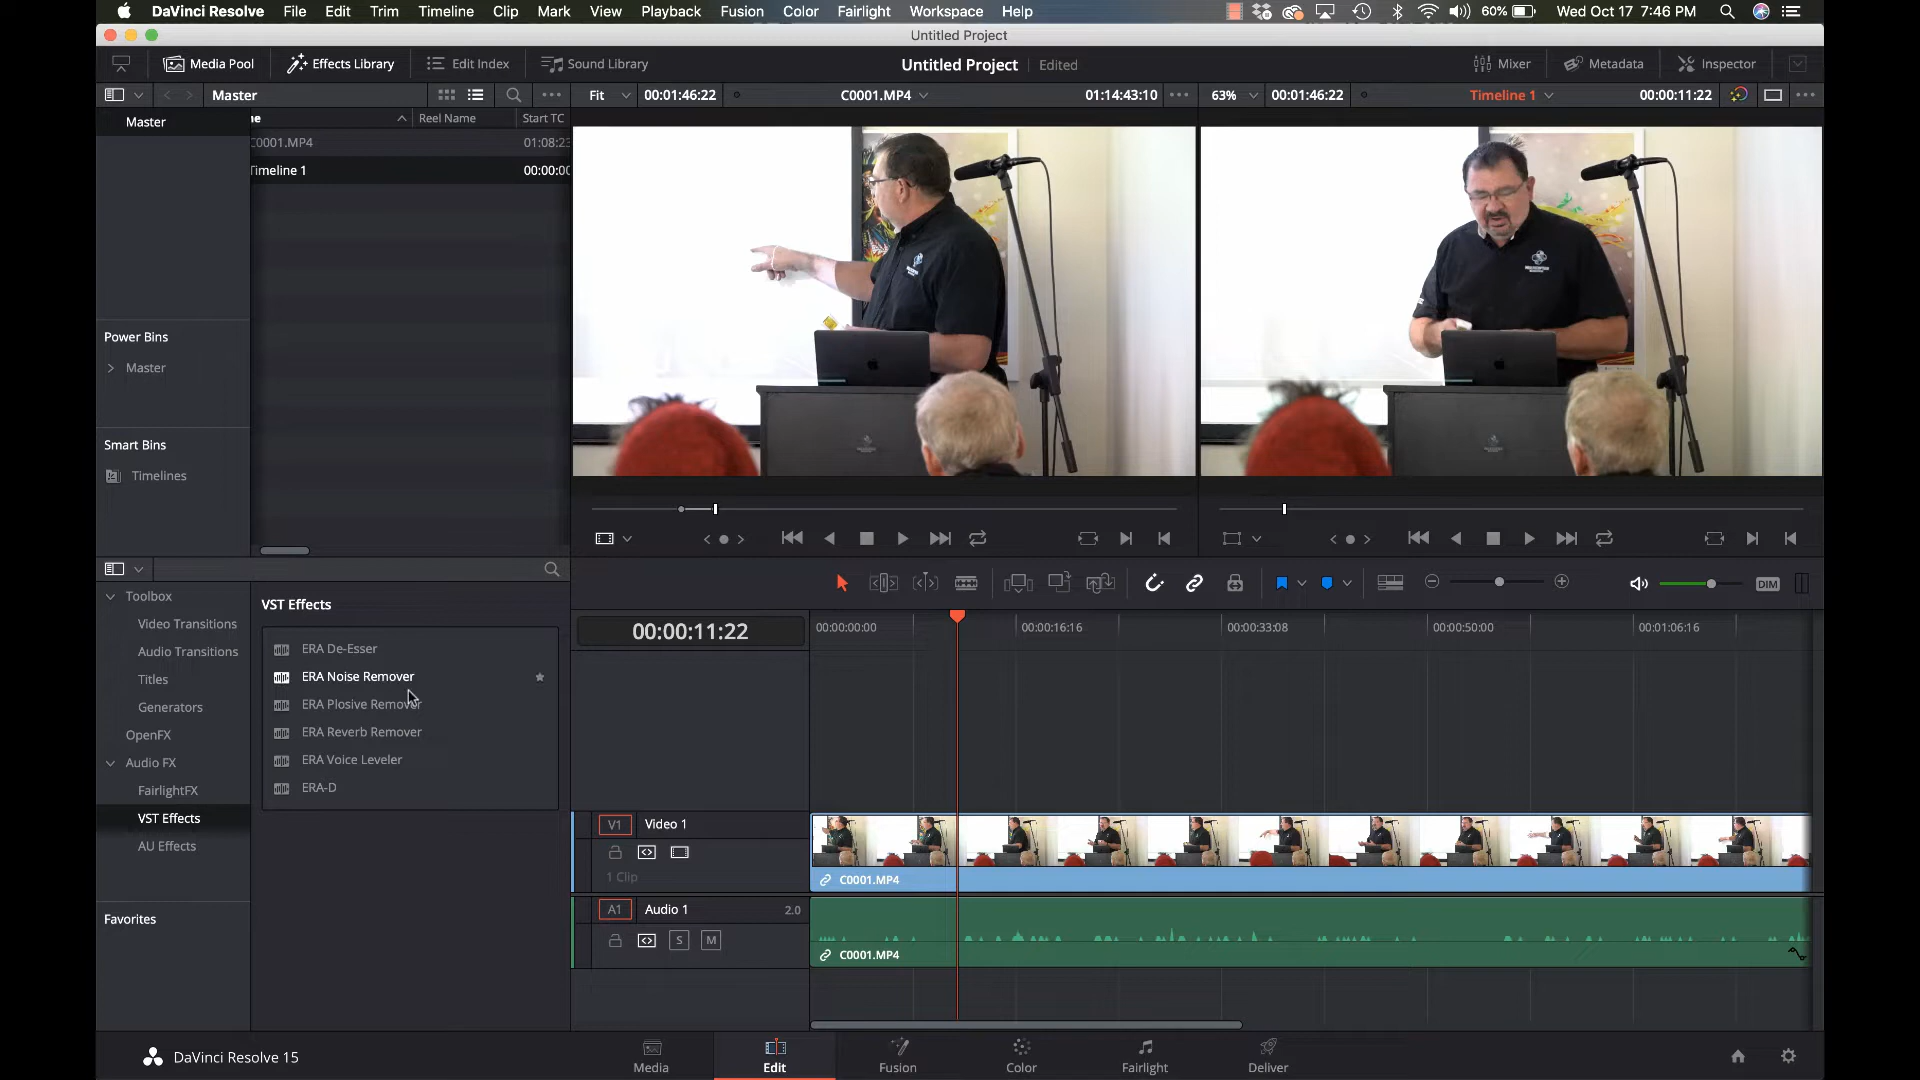 DaVinci Resolve File Edit Trim Timeline Clip Mark View Playback Fusion Color Fairlight Workspace Help 60% Wed Oct 17 7:46 PM
Untitled Project
Media Pool Effects Library Edit Index Sound Library Untitled Project Edited Mixer Metadata Inspector
Master Fit 00:01:46:22 C0001.MP4 01:14:43:10 63% 00:01:46:22 Timeline 1 00:00:11:22
Master
Reel Name Start TC
C0001.MP4 01:08:23
Timeline 1 00:00:00
Power Bins
Master
Smart Bins
Timelines
Toolbox
Video Transitions
Audio Transitions
Titles
Generators
OpenFX
Audio FX
FairlightFX
VST Effects
AU Effects
Favorites
VST Effects
ERA De-Esser
ERA Noise Remover
ERA Plosive Remover
ERA Reverb Remover
ERA Voice Leveler
ERA-D
DIM
00:00:11:22 00:00:00:00 00:00:16:16 00:00:33:08 00:00:50:00 00:01:06:16
V1 Video 1
1 Clip
C0001.MP4
A1 Audio 1 2.0
S M
C0001.MP4
DaVinci Resolve 15
Media Edit Fusion Color Fairlight Deliver